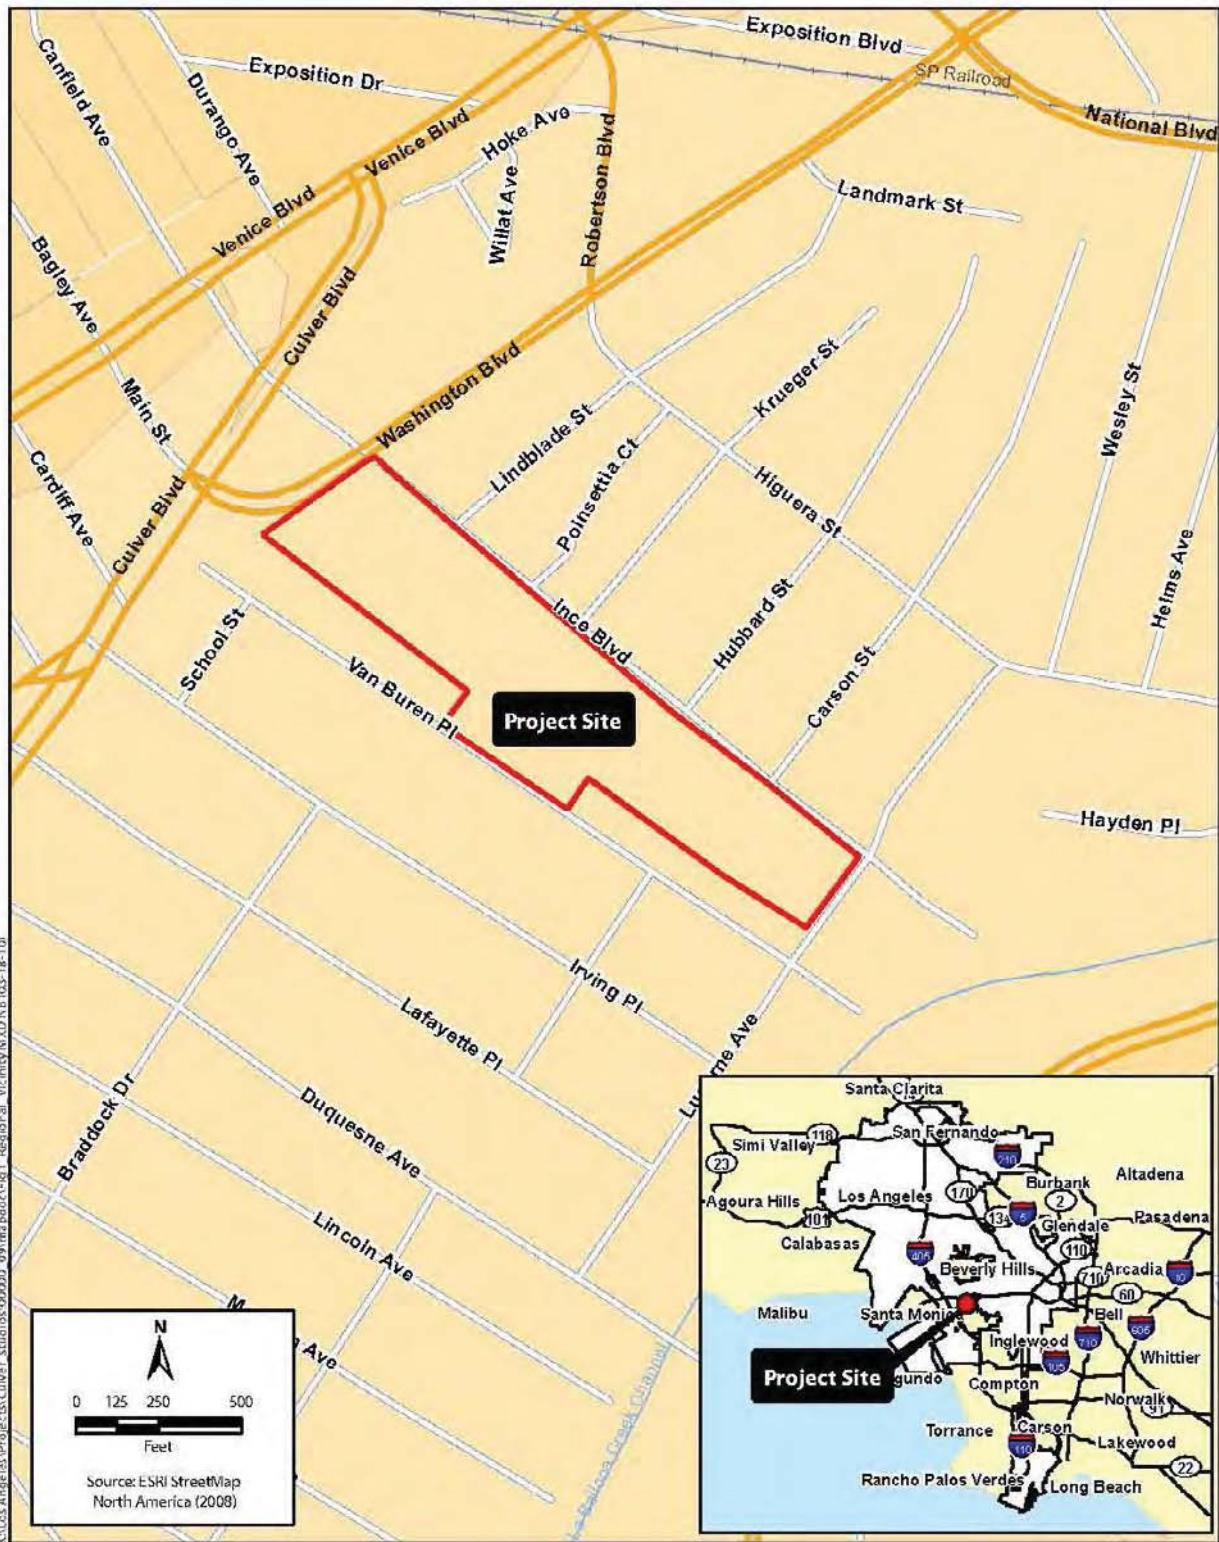 Exposition Blvd
SP Railroad
National Blvd
Canfield Ave
Durango Ave
Exposition Dr
Venice Blvd
Hoke Ave
Willat Ave
Robertson Blvd
Landmark St
Venice Blvd
Bagley Ave
Culver Blvd
Main St
Washington Blvd
Lindblade St
Krueger St
Poinsettia Ct
Wesley St
Higuera St
Cardiff Ave
Culver Blvd
Helms Ave
Ince Blvd
Hubbard St
School St
Carson St
Van Buren Pl
Project Site
Hayden Pl
Irving Pl
Lafayette Pl
Duquesne Ave
Braddock Dr
Lincoln Ave
Ave
N
0 125 250 500
Feet
Source: ESRI StreetMap
North America (2008)
Santa Clarita
Simi Valley
118
San Fernando
23
210
Altadena
Burbank
Agoura Hills
Los Angeles
170
2
101
134
5
Glendale
Pasadena
Calabasas
405
110
Beverly Hills
710
Arcadia
10
60
Malibu
Santa Monica
Bell
Inglewood
710
605
105
Whittier
Project Site
gundo
Compton
Norwalk
91
Torrance
Carson
110
Lakewood
22
Rancho Palos Verdes
Long Beach